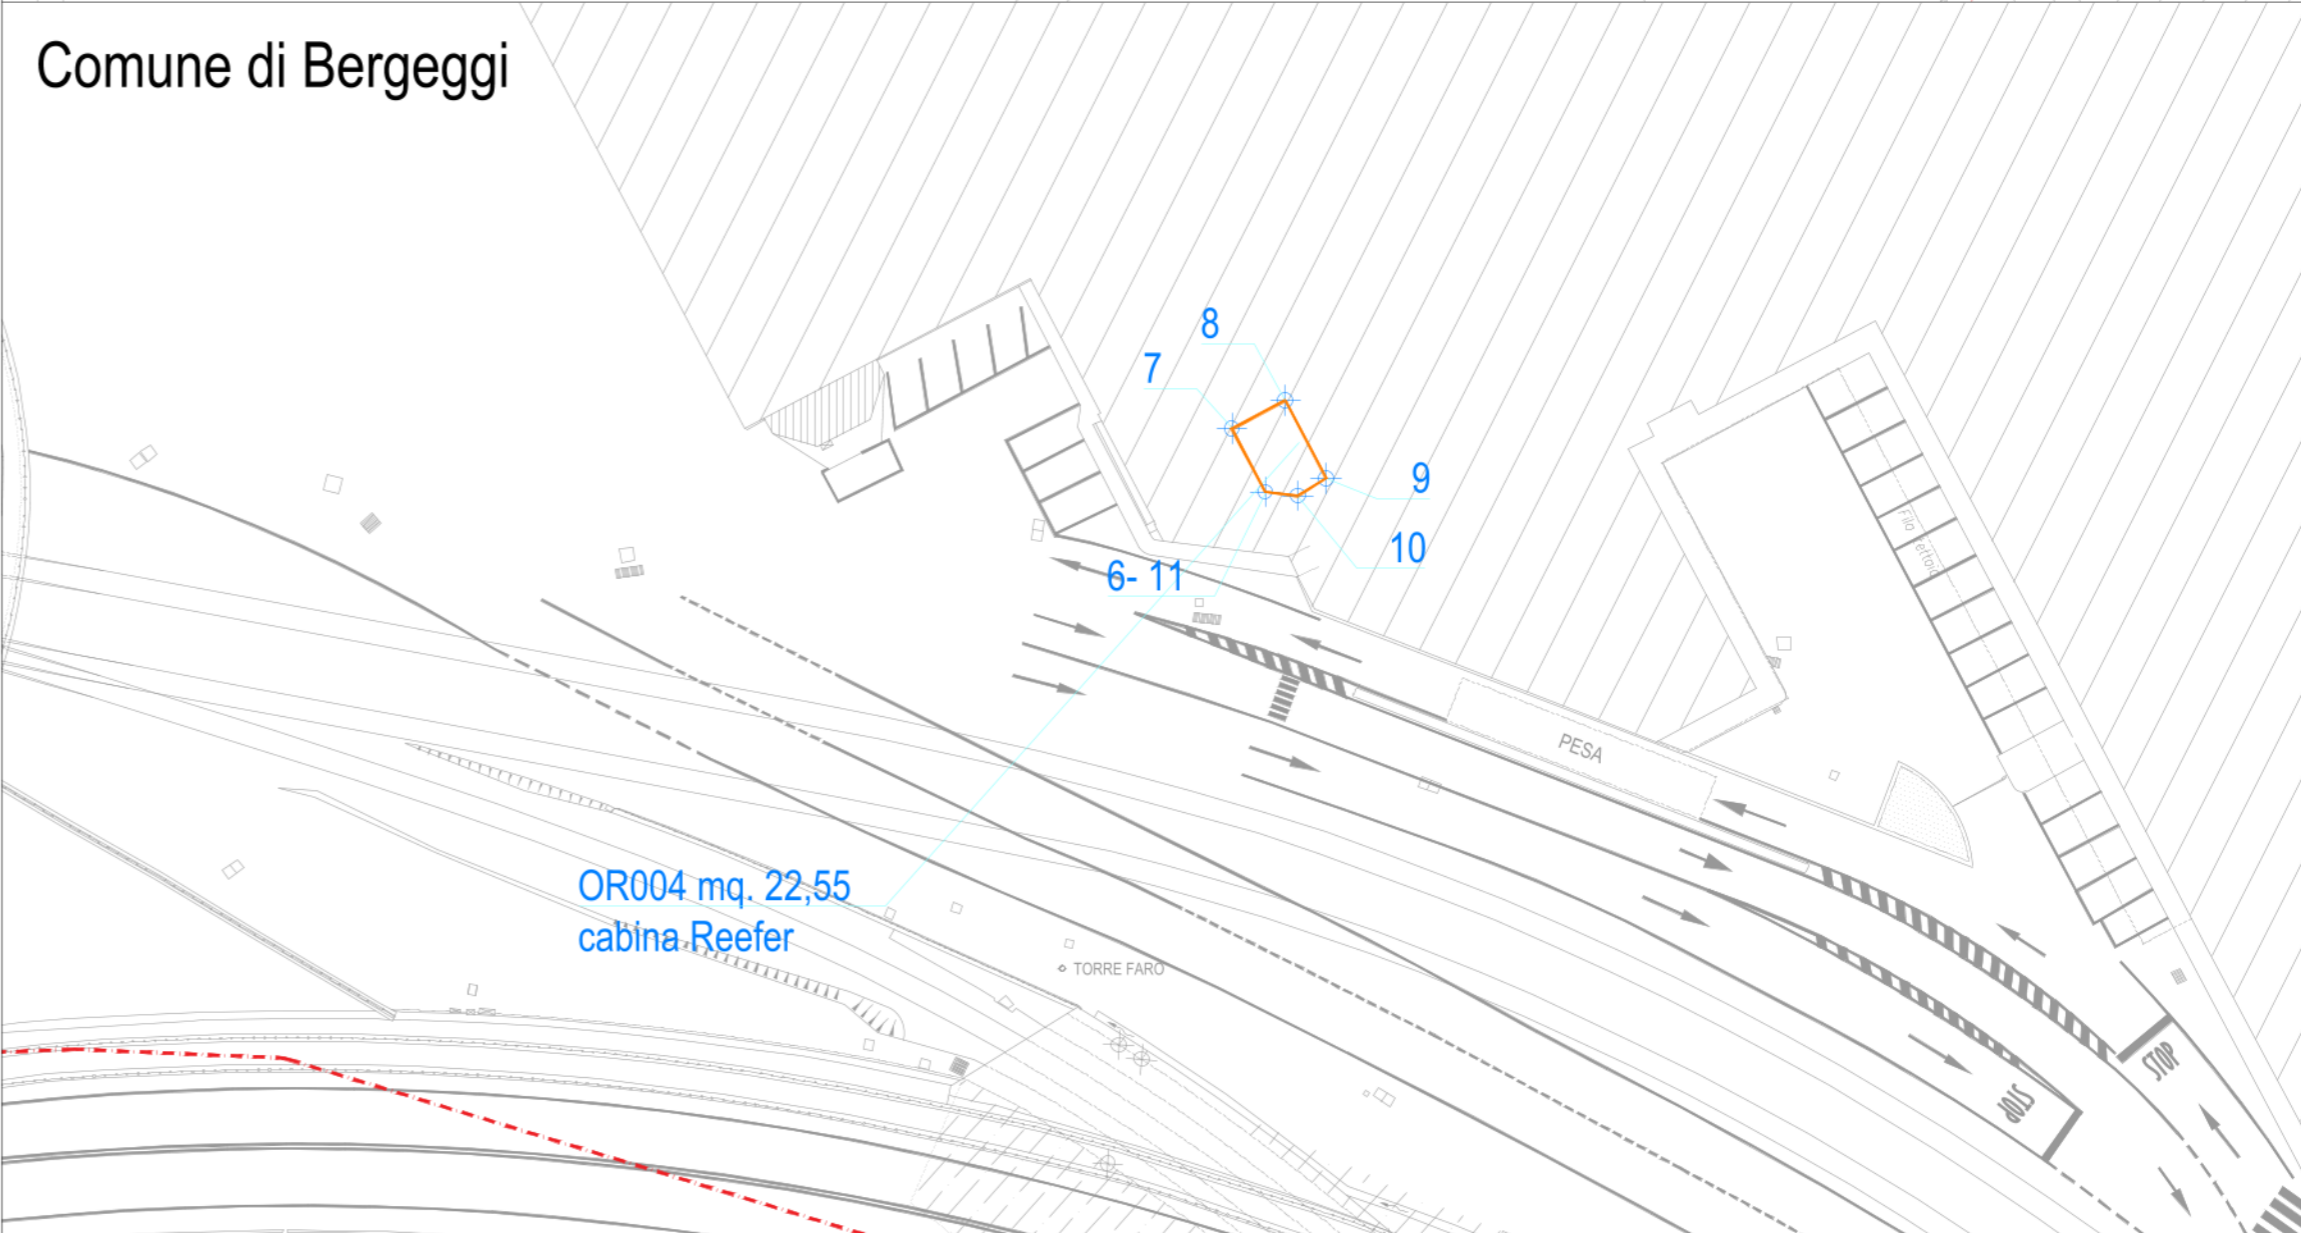 Comune di Bergeggi
8
7
9
10
6- 11
Fila
PESA
OR004 mq. 22,55
cabina Reefer
TORRE FARO
STOP
STOP